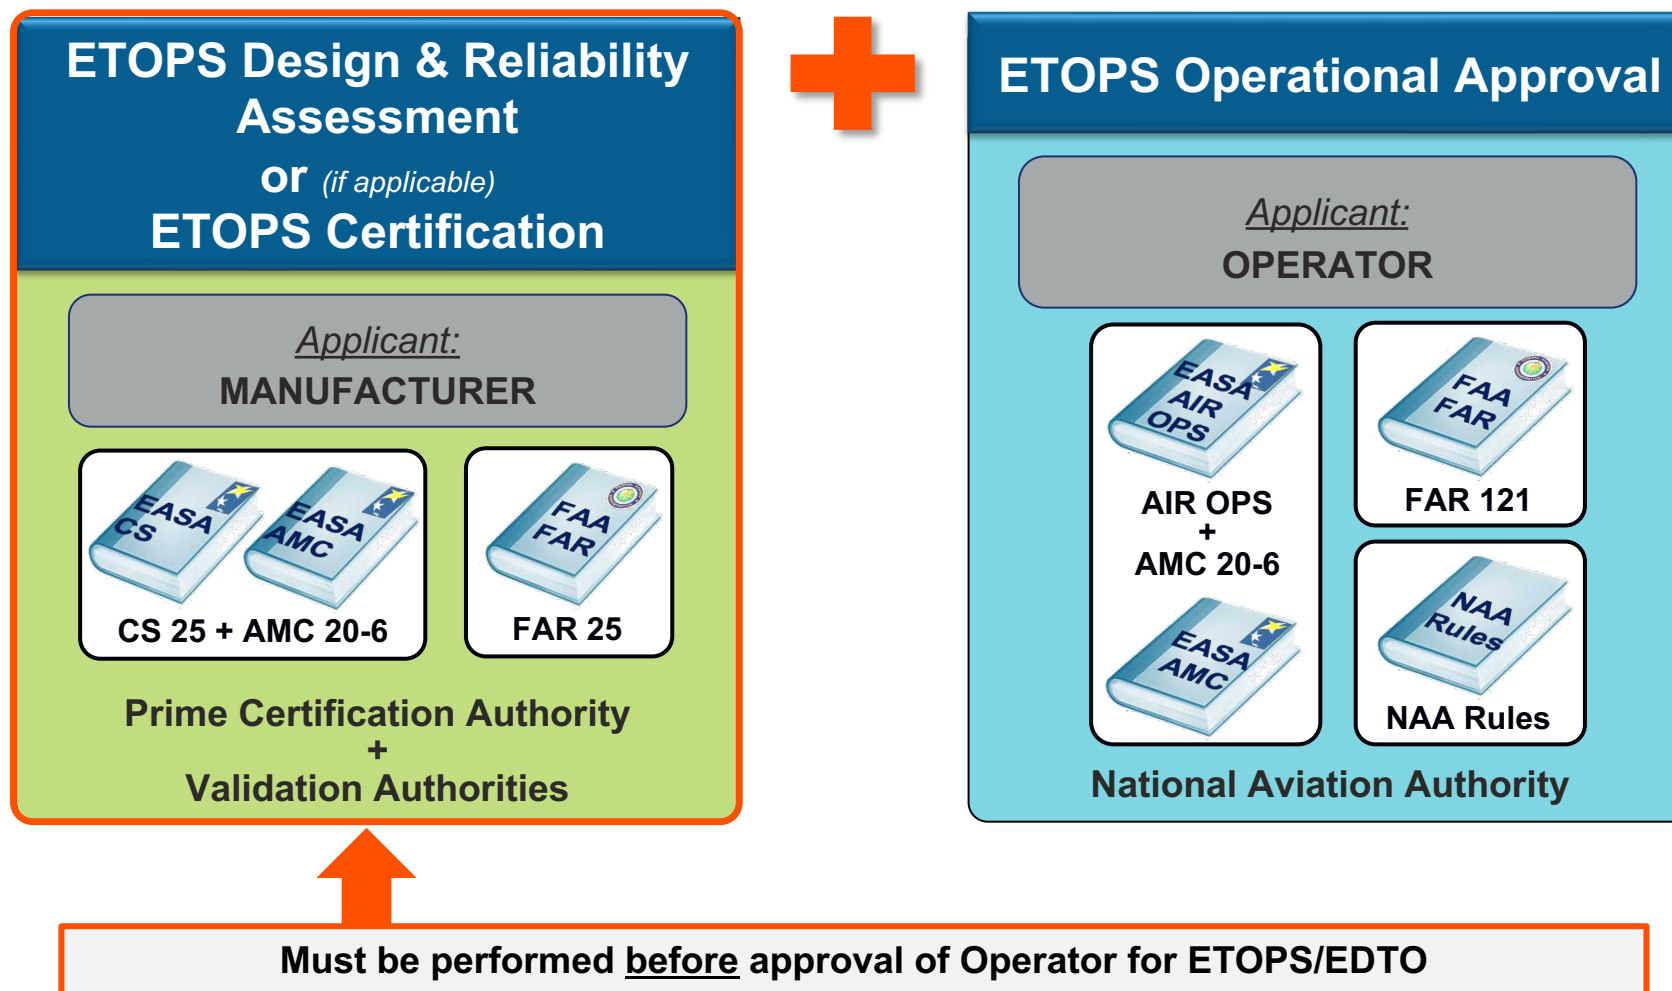 ETOPS Design & Reliability
Assessment
or (if applicable)
ETOPS Certification
Applicant:
MANUFACTURER
EASA
CS
EASA
AMC
CS 25 + AMC 20-6
FAA
FAR
FAR 25
Prime Certification Authority
+
Validation Authorities
ETOPS Operational Approval
Applicant:
OPERATOR
EASA
AIR
OPS
AIR OPS
+
AMC 20-6
EASA
AMC
FAA
FAR
FAR 121
NAA
Rules
NAA Rules
National Aviation Authority
Must be performed before approval of Operator for ETOPS/EDTO